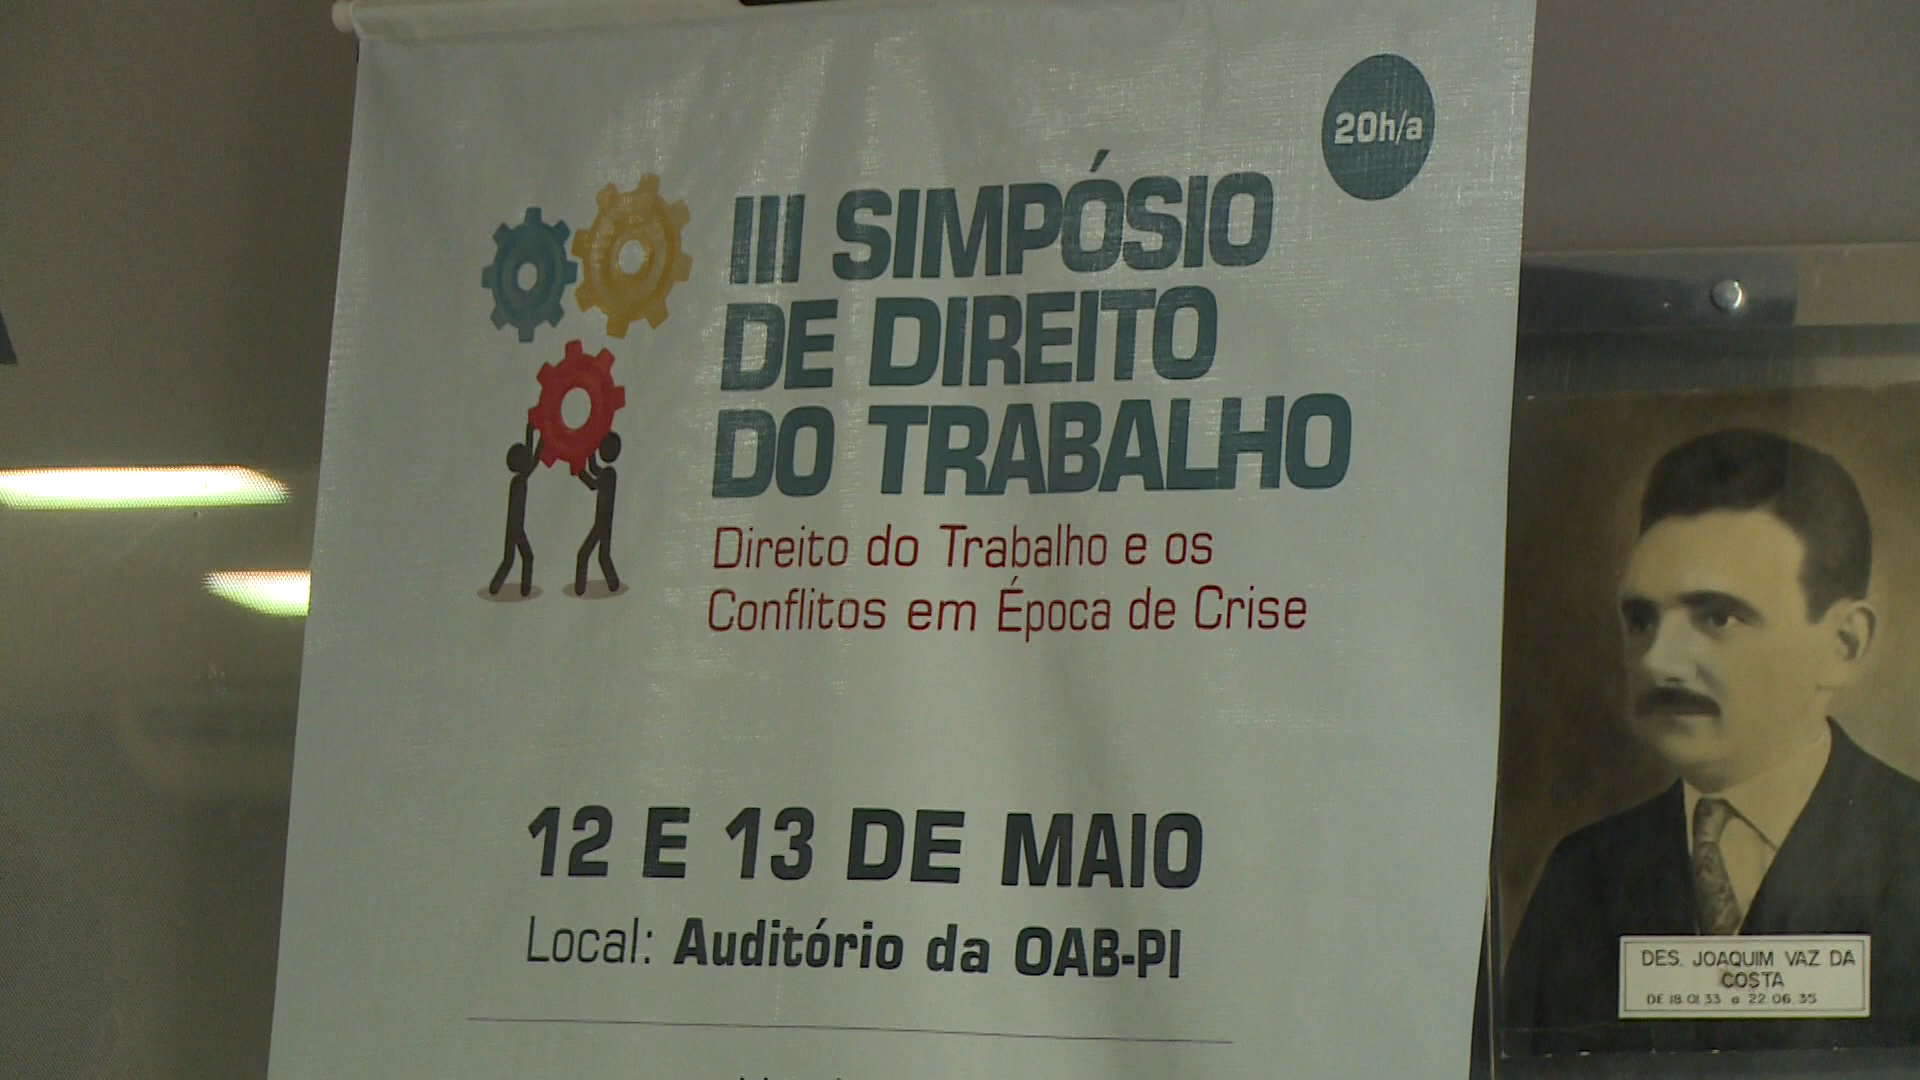 20h/a
III SIMPÓSIO
DE DIREITO
DO TRABALHO
Direito do Trabalho e os
Conflitos em Época de Crise
12 E 13 DE MAIO
Local: Auditório da OAB-PI
DES. JOAQUIM VAZ DA
COSTA
DE 18.01.33 a 22.06.35